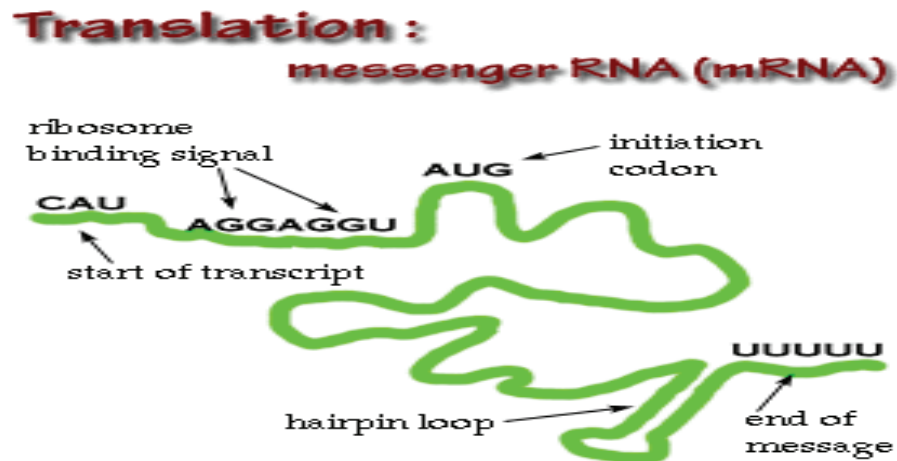 Translation :
messenger RNA (mRNA)
ribosome
binding signal
initiation
codon
AUG
CAU
AGGAGGU
start of transcript
UUUUU
hairpin loop
end of
message